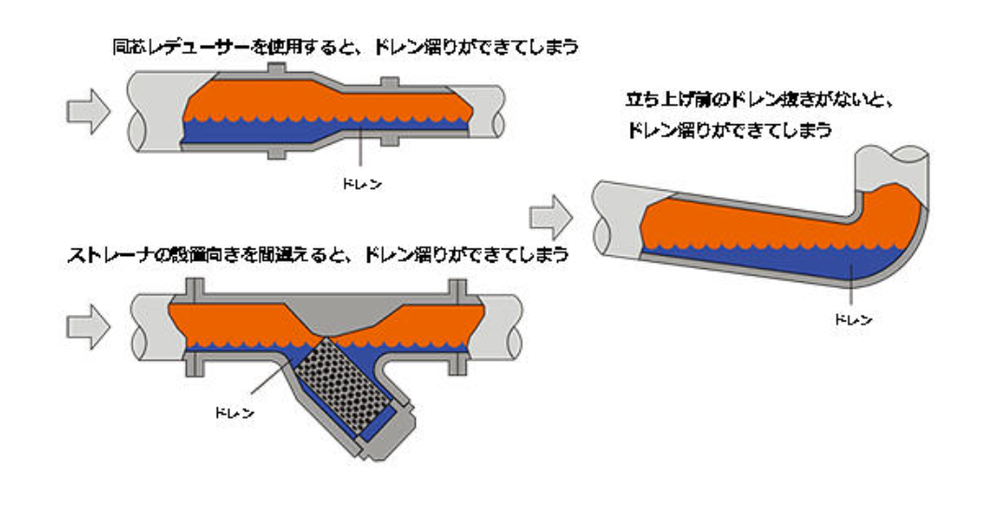 同芯レデューサーを使用すると、ドレン溜りができてしまう
ドレン
立ち上げ前のドレン抜きがないと、
ドレン溜りができてしまう
ドレン
ストレーナの設置向きを間違えると、ドレン溜りができてしまう
ドレン